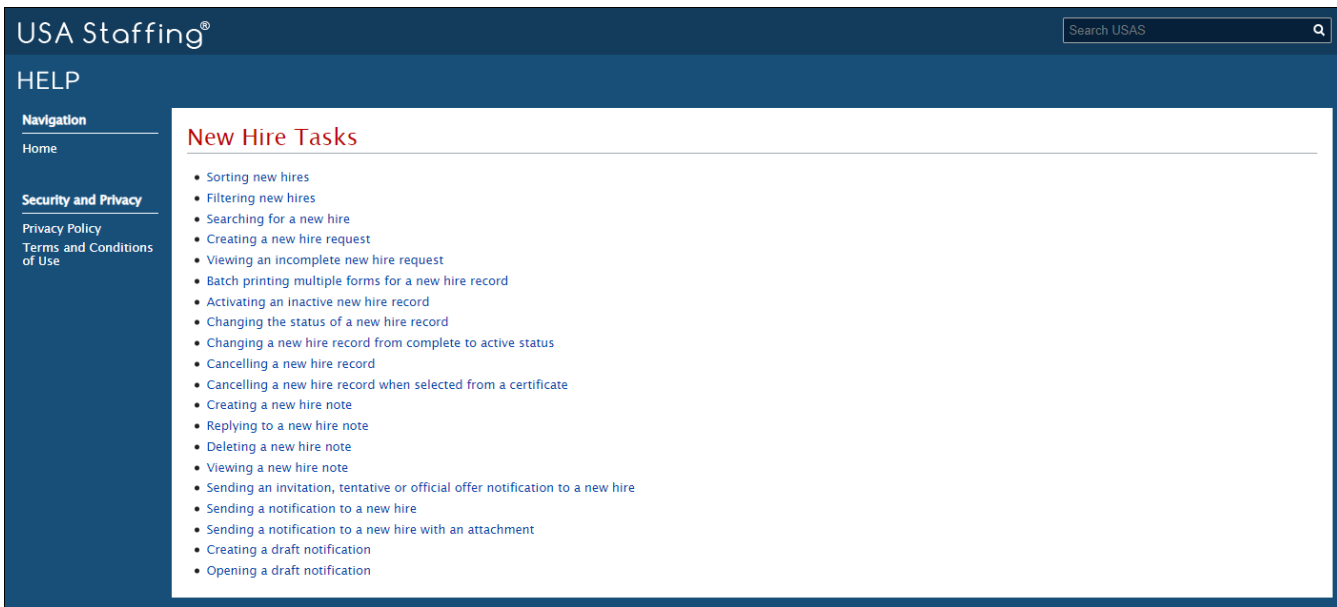 USA Staffing®
Search USAS
HELP
Navigation
Home
Security and Privacy
Privacy Policy
Terms and Conditions
of Use
New Hire Tasks
• Sorting new hires
• Filtering new hires
• Searching for a new hire
• Creating a new hire request
• Viewing an incomplete new hire request
• Batch printing multiple forms for a new hire record
• Activating an inactive new hire record
• Changing the status of a new hire record
• Changing a new hire record from complete to active status
• Cancelling a new hire record
• Cancelling a new hire record when selected from a certificate
• Creating a new hire note
• Replying to a new hire note
• Deleting a new hire note
• Viewing a new hire note
• Sending an invitation, tentative or official offer notification to a new hire
• Sending a notification to a new hire
• Sending a notification to a new hire with an attachment
• Creating a draft notification
• Opening a draft notification